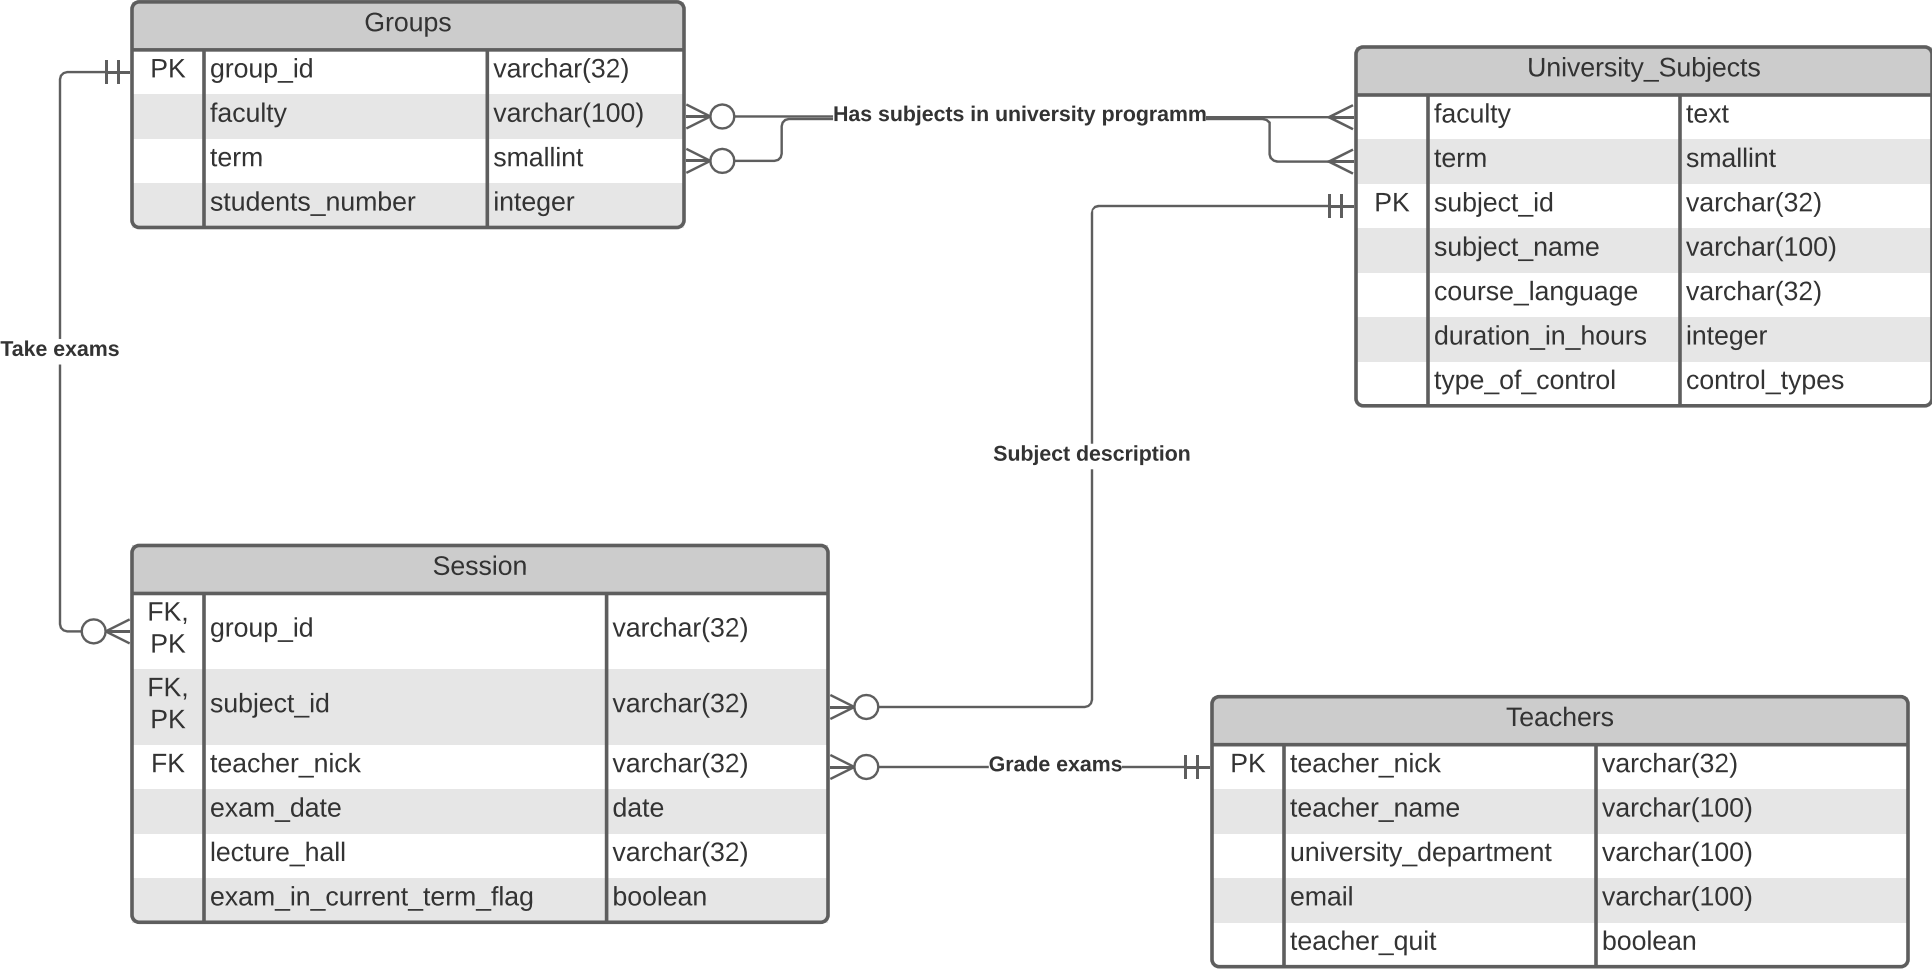 Groups
PK group_id varchar(32)
faculty varchar(100)
term smallint
students_number integer
Has subjects in university programm
University_Subjects
faculty text
term smallint
PK subject_id varchar(32)
subject_name varchar(100)
course_language varchar(32)
duration_in_hours integer
type_of_control control_types
Take exams
Subject description
Session
FK,
PK
group_id varchar(32)
FK,
PK
subject_id varchar(32)
FK teacher_nick varchar(32)
exam_date date
lecture_hall varchar(32)
exam_in_current_term_flag boolean
Grade exams
Teachers
PK teacher_nick varchar(32)
teacher_name varchar(100)
university_department varchar(100)
email varchar(100)
teacher_quit boolean